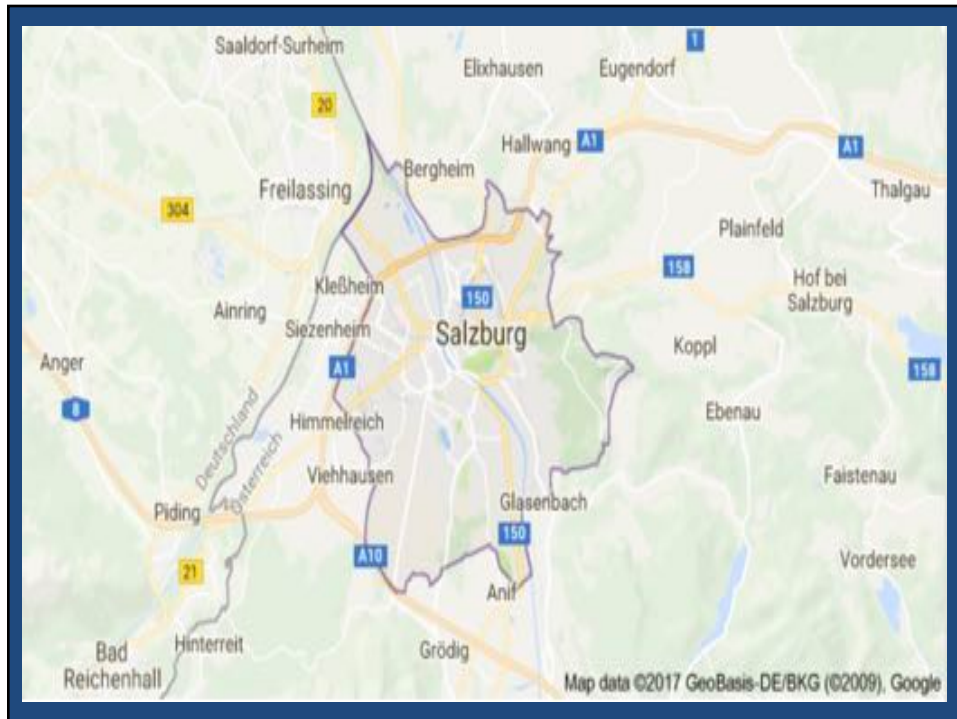 Saaldorf-Surheim
1
Elixhausen
Eugendorf
20
Hallwang
A1
A1
Bergheim
Freilassing
Thalgau
304
Plainfeld
158
Kleßheim
Hof bei
Salzburg
150
Ainring
Siezenheim
Salzburg
Koppl
Anger
A1
158
8
Ebenau
Himmelreich
Deutschland
Österreich
Viehhausen
Faistenau
Glasenbach
Piding
150
A10
Vordersee
21
Anif
Hinterreit
Bad
Reichenhall
Grödig
Map data ©2017 GeoBasis-DE/BKG (©2009), Google